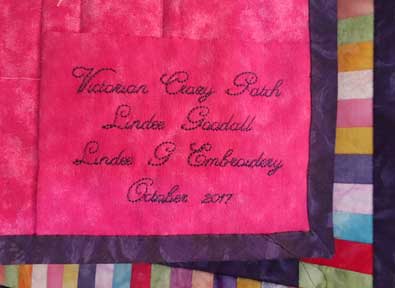 Victorian Crazy Patch
Lindee Goodall
Lindee G Embroidery
October 2017